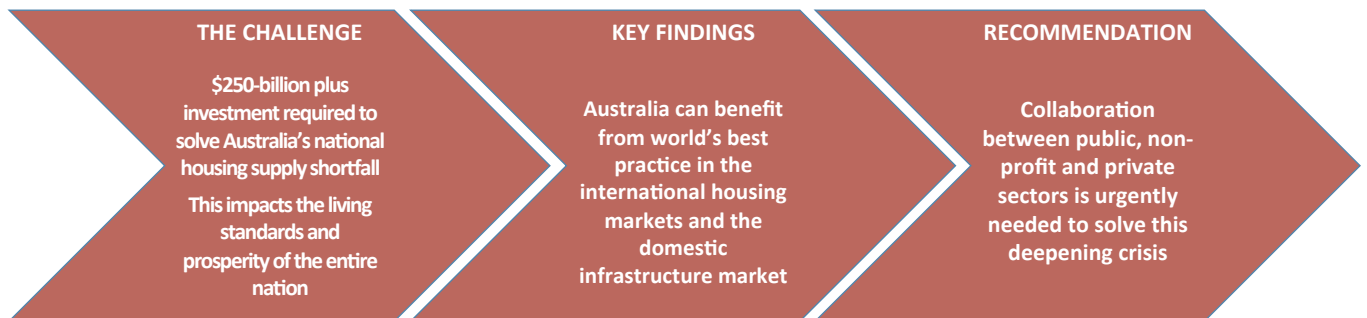 THE CHALLENGE
$250-billion plus
investment required to
solve Australia's national
housing supply shortfall
This impacts the living
standards and
prosperity of the entire
nation
KEY FINDINGS
Australia can benefit
from world's best
practice in the
international housing
markets and the
domestic
infrastructure market
RECOMMENDATION
Collaboration
between public, non-
profit and private
sectors is urgently
needed to solve this
deepening crisis